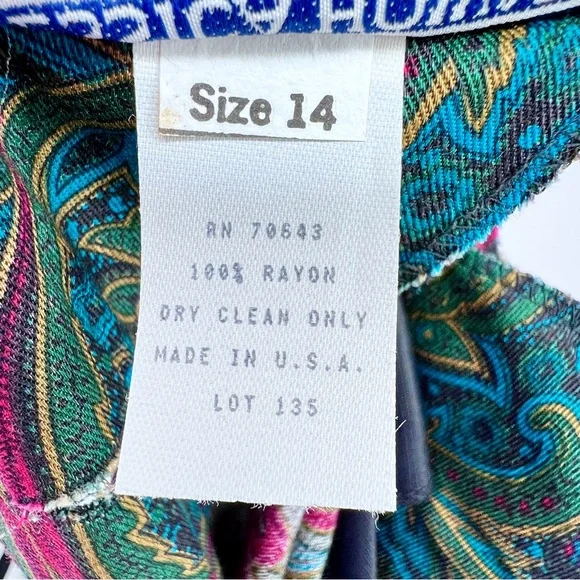 Size 14
RN 70643
100% RAYON
DRY CLEAN ONLY
MADE IN U.S.A.
LOT 135